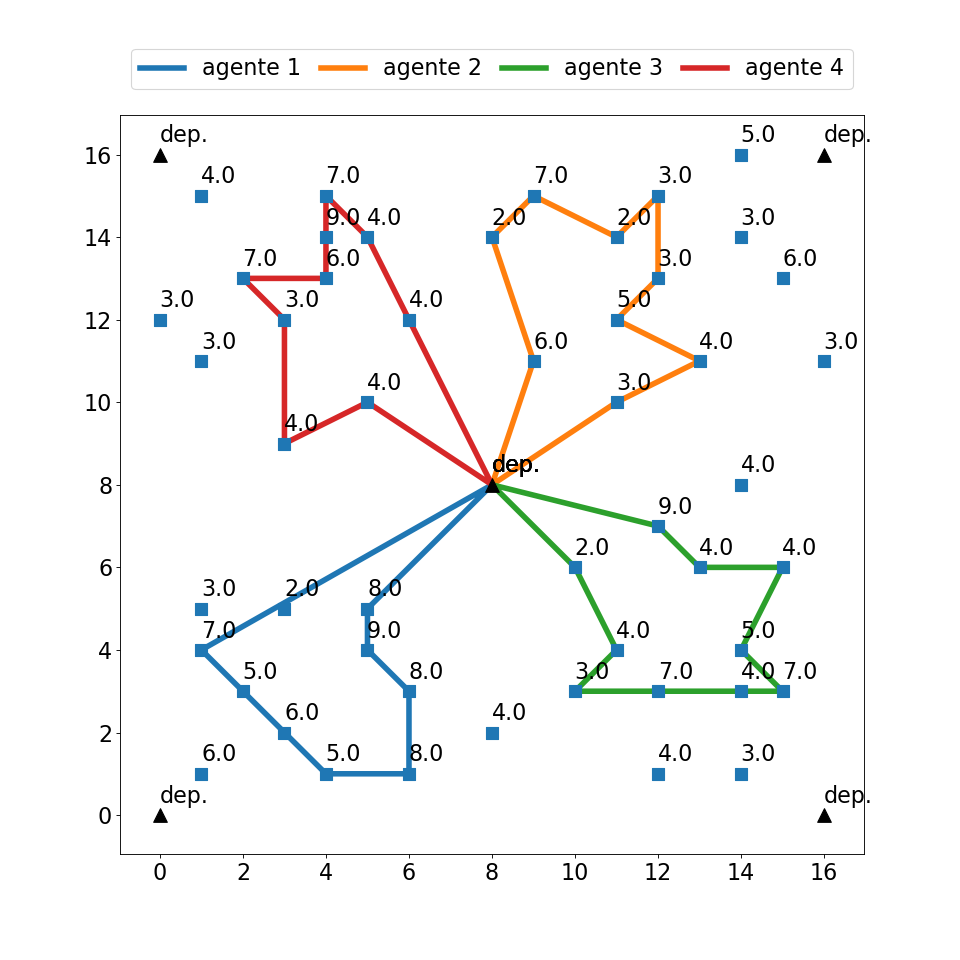 agente 1 agente 2 agente 3 agente 4
dep. 5.0 dep.
16
4.0 7.0 7.0 3.0
9.0 4.0 2.0 2.0 3.0
14
7.0 6.0 3.0 6.0
3.0 3.0 4.0 5.0
12
3.0 6.0 4.0 3.0
4.0 3.0
10
4.0
dep. dep. 4.0
8
9.0
2.0 4.0 4.0
6
3.0 2.0 8.0
7.0 9.0 4.0 5.0
4
5.0 8.0 3.0 7.0 4.0 7.0
6.0 4.0
2
6.0 5.0 8.0 4.0 3.0
dep. dep.
0
0 2 4 6 8 10 12 14 16